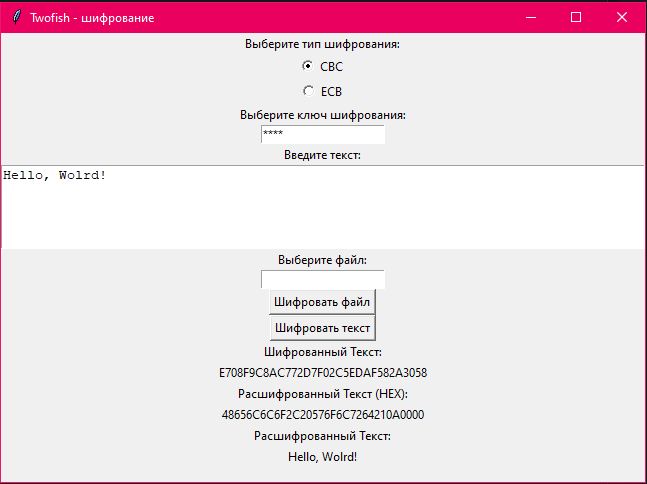 Twofish - шифрование
Выберите тип шифрования:
CBC
ECB
Выберите ключ шифрования:
****
Введите текст:
Hello, Wolrd!
Выберите файл:
Шифровать файл
Шифровать текст
Шифрованный Текст:
E708F9C8AC772D7F02C5EDAF582A3058
Расшифрованный Текст (HEX):
48656C6C6F2C20576F6C7264210A0000
Расшифрованный Текст:
Hello, Wolrd!